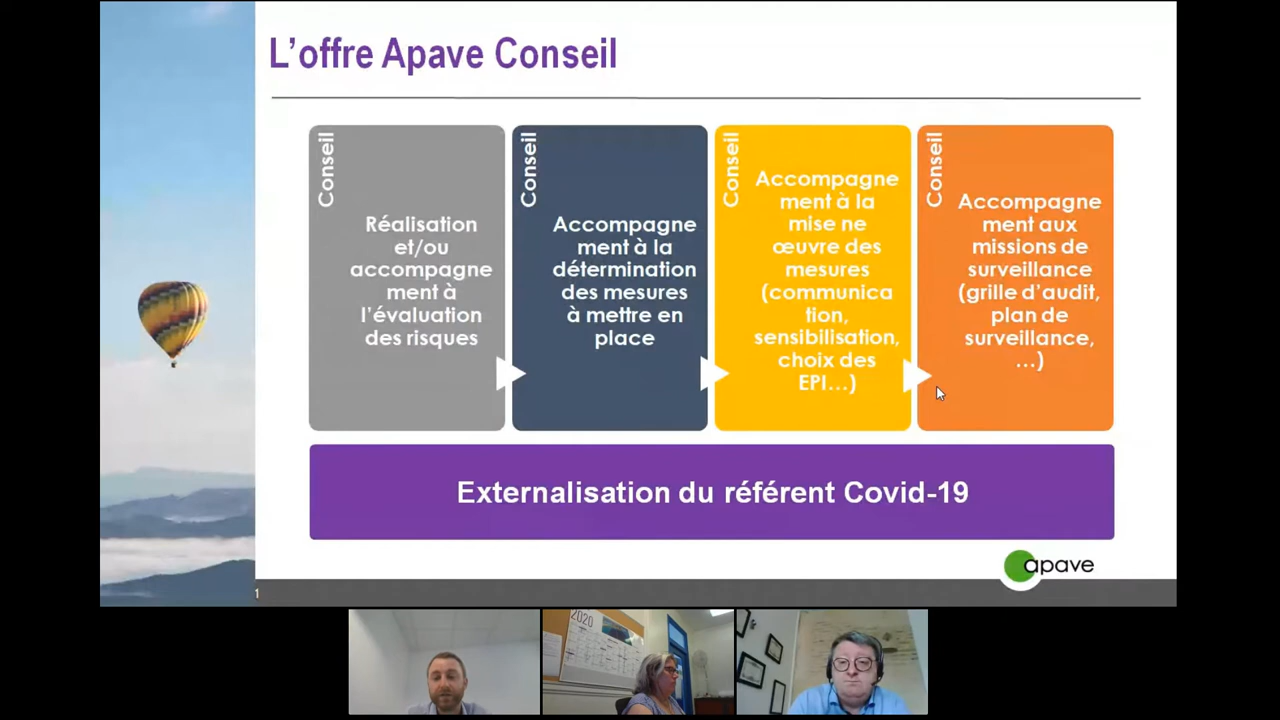 L'offre Apave Conseil
Conseil
Réalisation
et/ou
accompagne
ment à
l'évaluation
des risques
Conseil
Accompagne
ment à la
détermination
des mesures
à mettre en
place
Conseil
Accompagne
ment à la
mise ne
œuvre des
mesures
(communica
tion,
sensibilisation,
choix des
EPI…)
Conseil
Accompagne
ment aux
missions de
surveillance
(grille d'audit,
plan de
surveillance,
…)
Externalisation du référent Covid-19
apave
1
2020